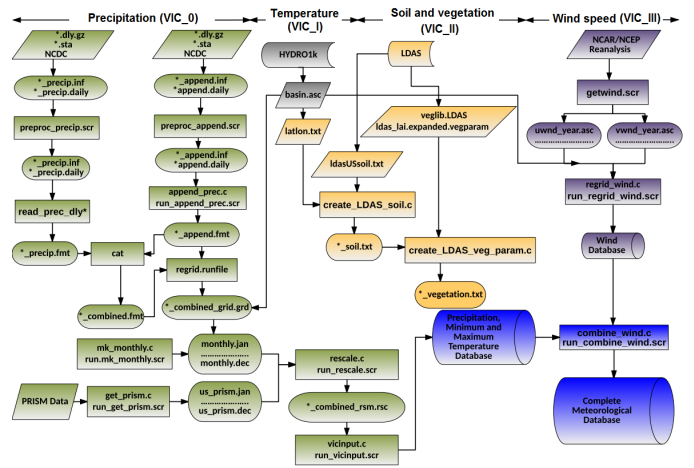 Precipitation (VIC_0)
Temperature (VIC_I)
Soil and vegetation
(VIC_II)
Wind speed (VIC_III)
*.dly.gz
*.sta
NCDC
*.dly.gz
*.sta
NCDC
HYDRO1k
LDAS
NCAR/NCEP
Reanalysis
*_precip.inf
*_precip.daily
*_append.inf
*append.daily
basin.asc
getwind.scr
preproc_precip.scr
preproc_append.scr
latlon.txt
veglib.LDAS
ldas_lai.expanded.vegparam
uwnd_year.asc
....................
vwnd_year.asc
....................
*_precip.inf
*_precip.daily
*_append.inf
*append.daily
ldasUSsoil.txt
append_prec.c
run_append_prec.scr
regrid_wind.c
run_regrid_wind.scr
read_prec_dly*
create_LDAS_soil.c
*_precip.fmt
cat
*_append.fmt
*_soil.txt
create_LDAS_veg_param.c
Wind
Database
regrid.runfile
*_combined.fmt
*_combined_grid.grd
*_vegetation.txt
mk_monthly.c
run.mk_monthly.scr
monthly.jan
....................
monthly.dec
Precipitation,
Minimum and
Maximum
Temperature
Database
combine_wind.c
run_combine_wind.scr
rescale.c
run_rescale.scr
PRISM Data
get_prism.c
run_get_prism.scr
us_prism.jan
....................
us_prism.dec
*_combined_rsm.rsc
Complete
Meteorological
Database
vicinput.c
run_vicinput.scr